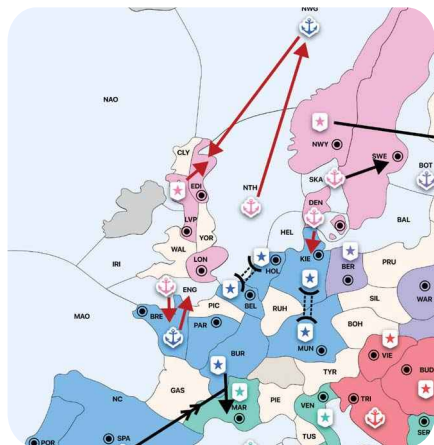 NWG
NAO
CLY
NWY
EDI
SWE
SKA
BOT
NTH
DEN
LVP
BAL
YOR
HEL
WAL
LON
KIE
HOL
BER
PRU
IRI
ENG
PIC
BEL
SIL
WAR
MAO
BRE
RUH
PAR
BOH
MUN
BUR
VIE
TYR
BUD
GAS
NC
MAR
PIE
VEN
TRI
TUS
SER
POR
SPA